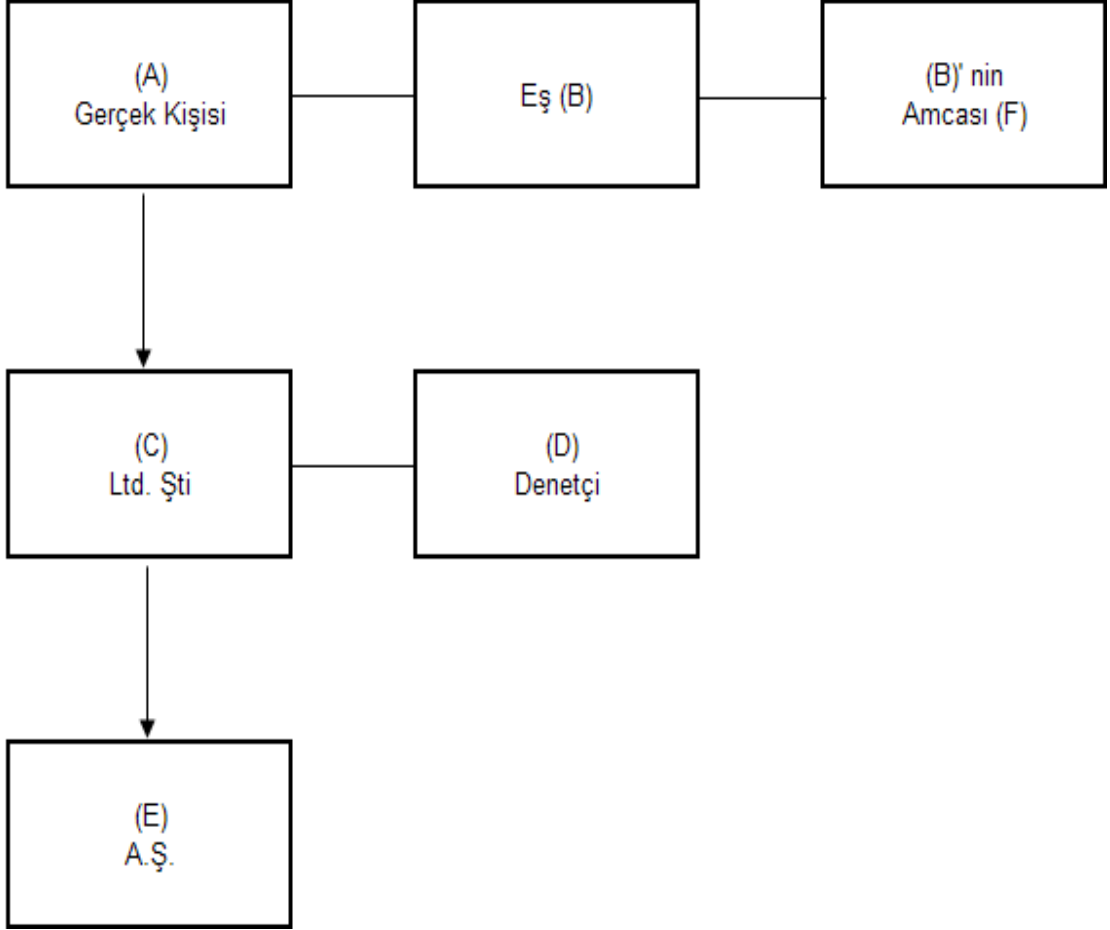 (A)
Gerçek Kişisi
Eş (B)
(B)' nin
Amcası (F)
(C)
Ltd. Şti
(D)
Denetçi
(E)
A.Ş.